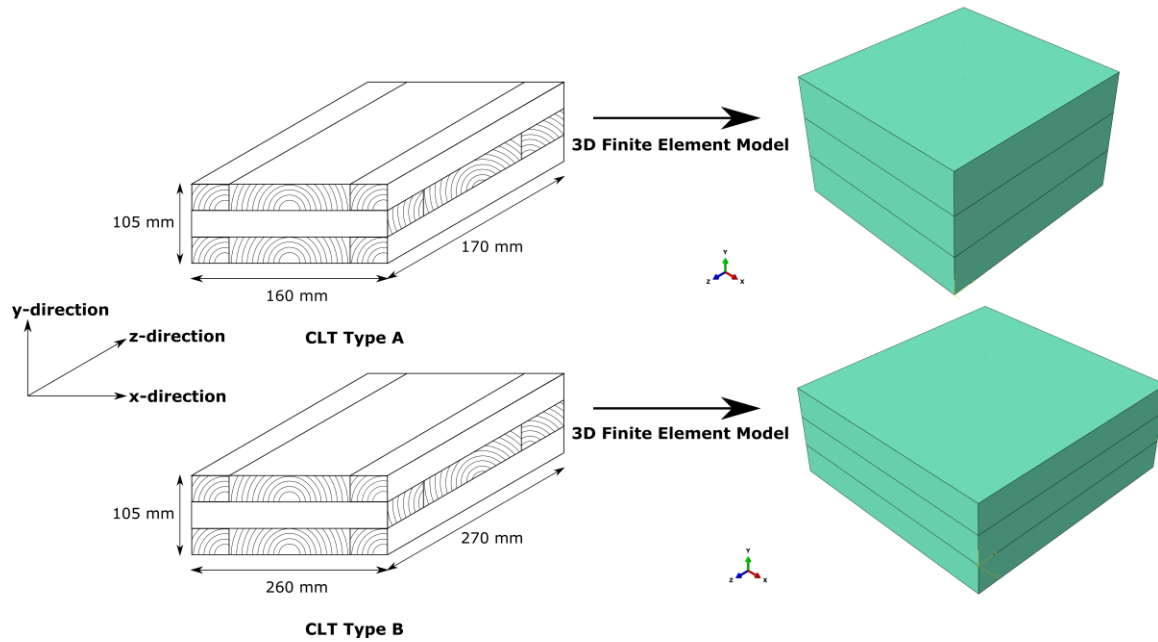 3D Finite Element Model
105 mm
170 mm
160 mm
Y
Z
X
y-direction
z-direction
x-direction
CLT Type A
3D Finite Element Model
105 mm
270 mm
260 mm
Y
Z
X
CLT Type B